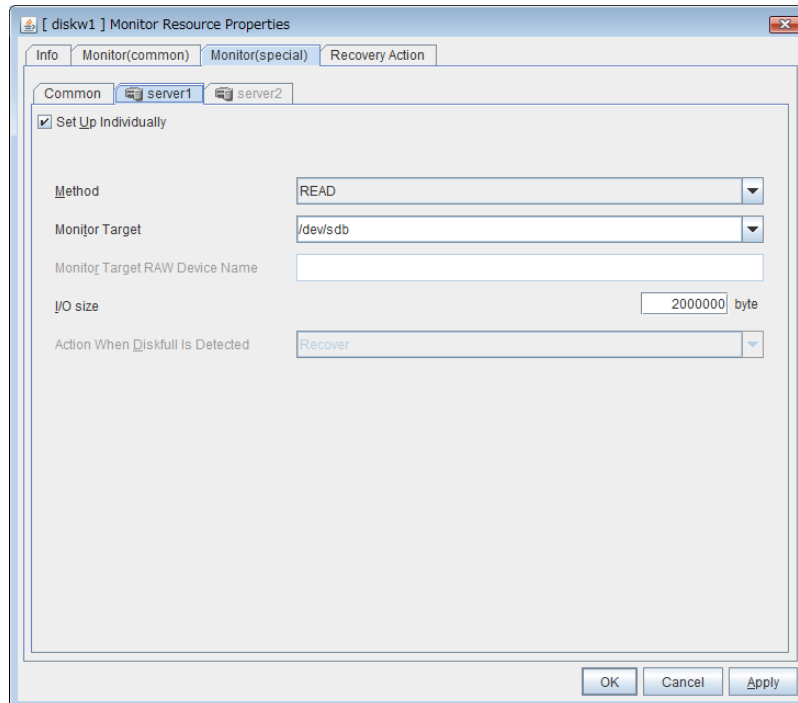 [ diskw1 ] Monitor Resource Properties
Info Monitor(common) Monitor(special) Recovery Action
Common server1 server2
Set Up Individually
Method READ
Monitor Target /dev/sdb
Monitor Target RAW Device Name
I/O size 2000000 byte
Action When Diskfull Is Detected Recover
OK Cancel Apply